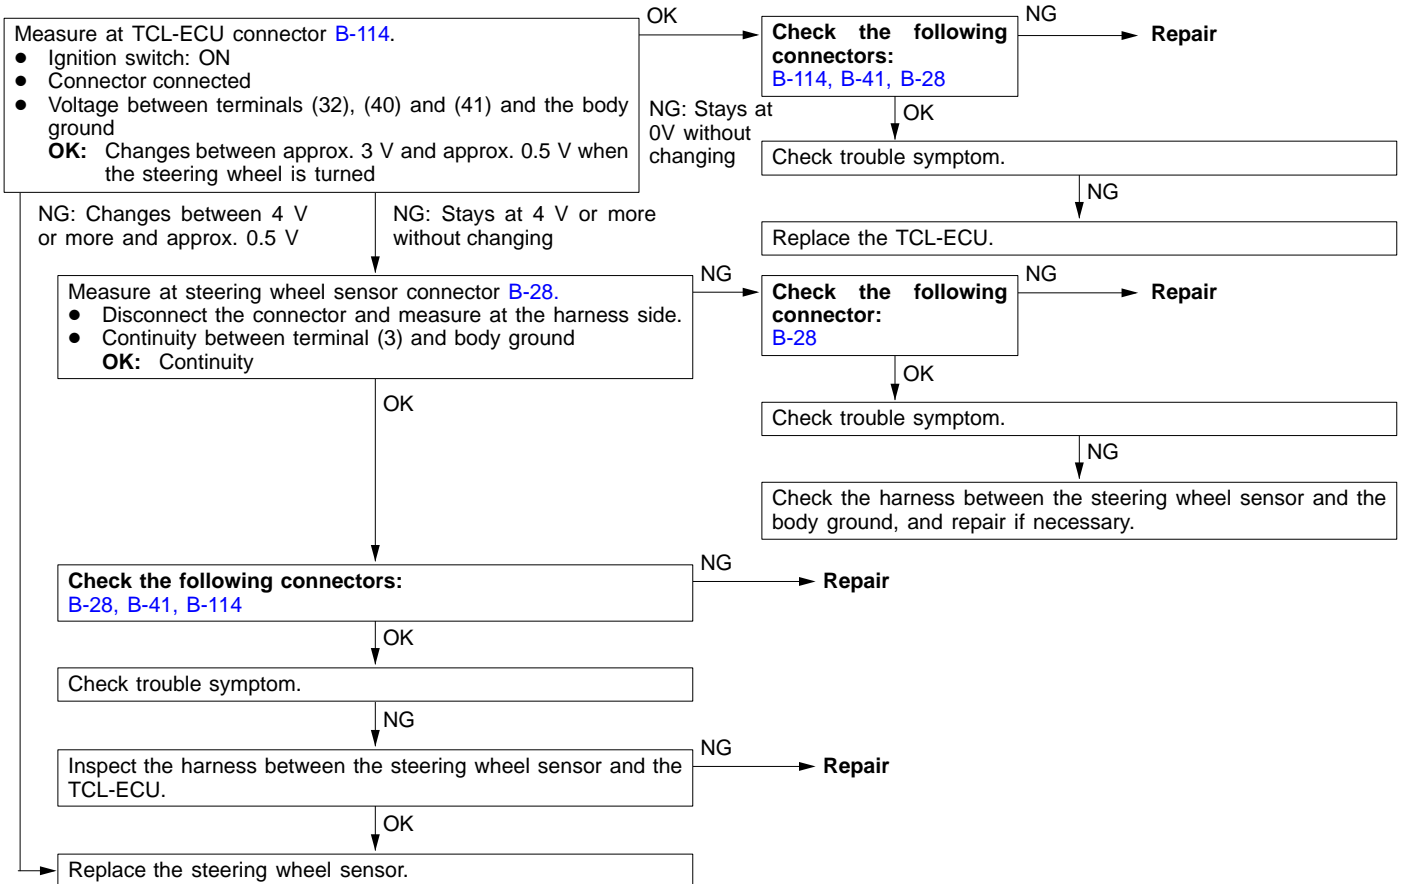 Measure at TCL-ECU connector B-114.
● Ignition switch: ON
● Connector connected
● Voltage between terminals (32), (40) and (41) and the body
ground
OK: Changes between approx. 3 V and approx. 0.5 V when
the steering wheel is turned
OK
Check the following
connectors:
B-114, B-41, B-28
NG
Repair
NG: Stays at
0V without
changing
OK
Check trouble symptom.
NG
Replace the TCL-ECU.
NG: Changes between 4 V
or more and approx. 0.5 V
NG: Stays at 4 V or more
without changing
Measure at steering wheel sensor connector B-28.
● Disconnect the connector and measure at the harness side.
● Continuity between terminal (3) and body ground
OK: Continuity
NG
Check the following
connector:
B-28
NG
Repair
OK
Check trouble symptom.
NG
Check the harness between the steering wheel sensor and the
body ground, and repair if necessary.
OK
Check the following connectors:
B-28, B-41, B-114
NG
Repair
OK
Check trouble symptom.
NG
Inspect the harness between the steering wheel sensor and the
TCL-ECU.
NG
Repair
OK
Replace the steering wheel sensor.